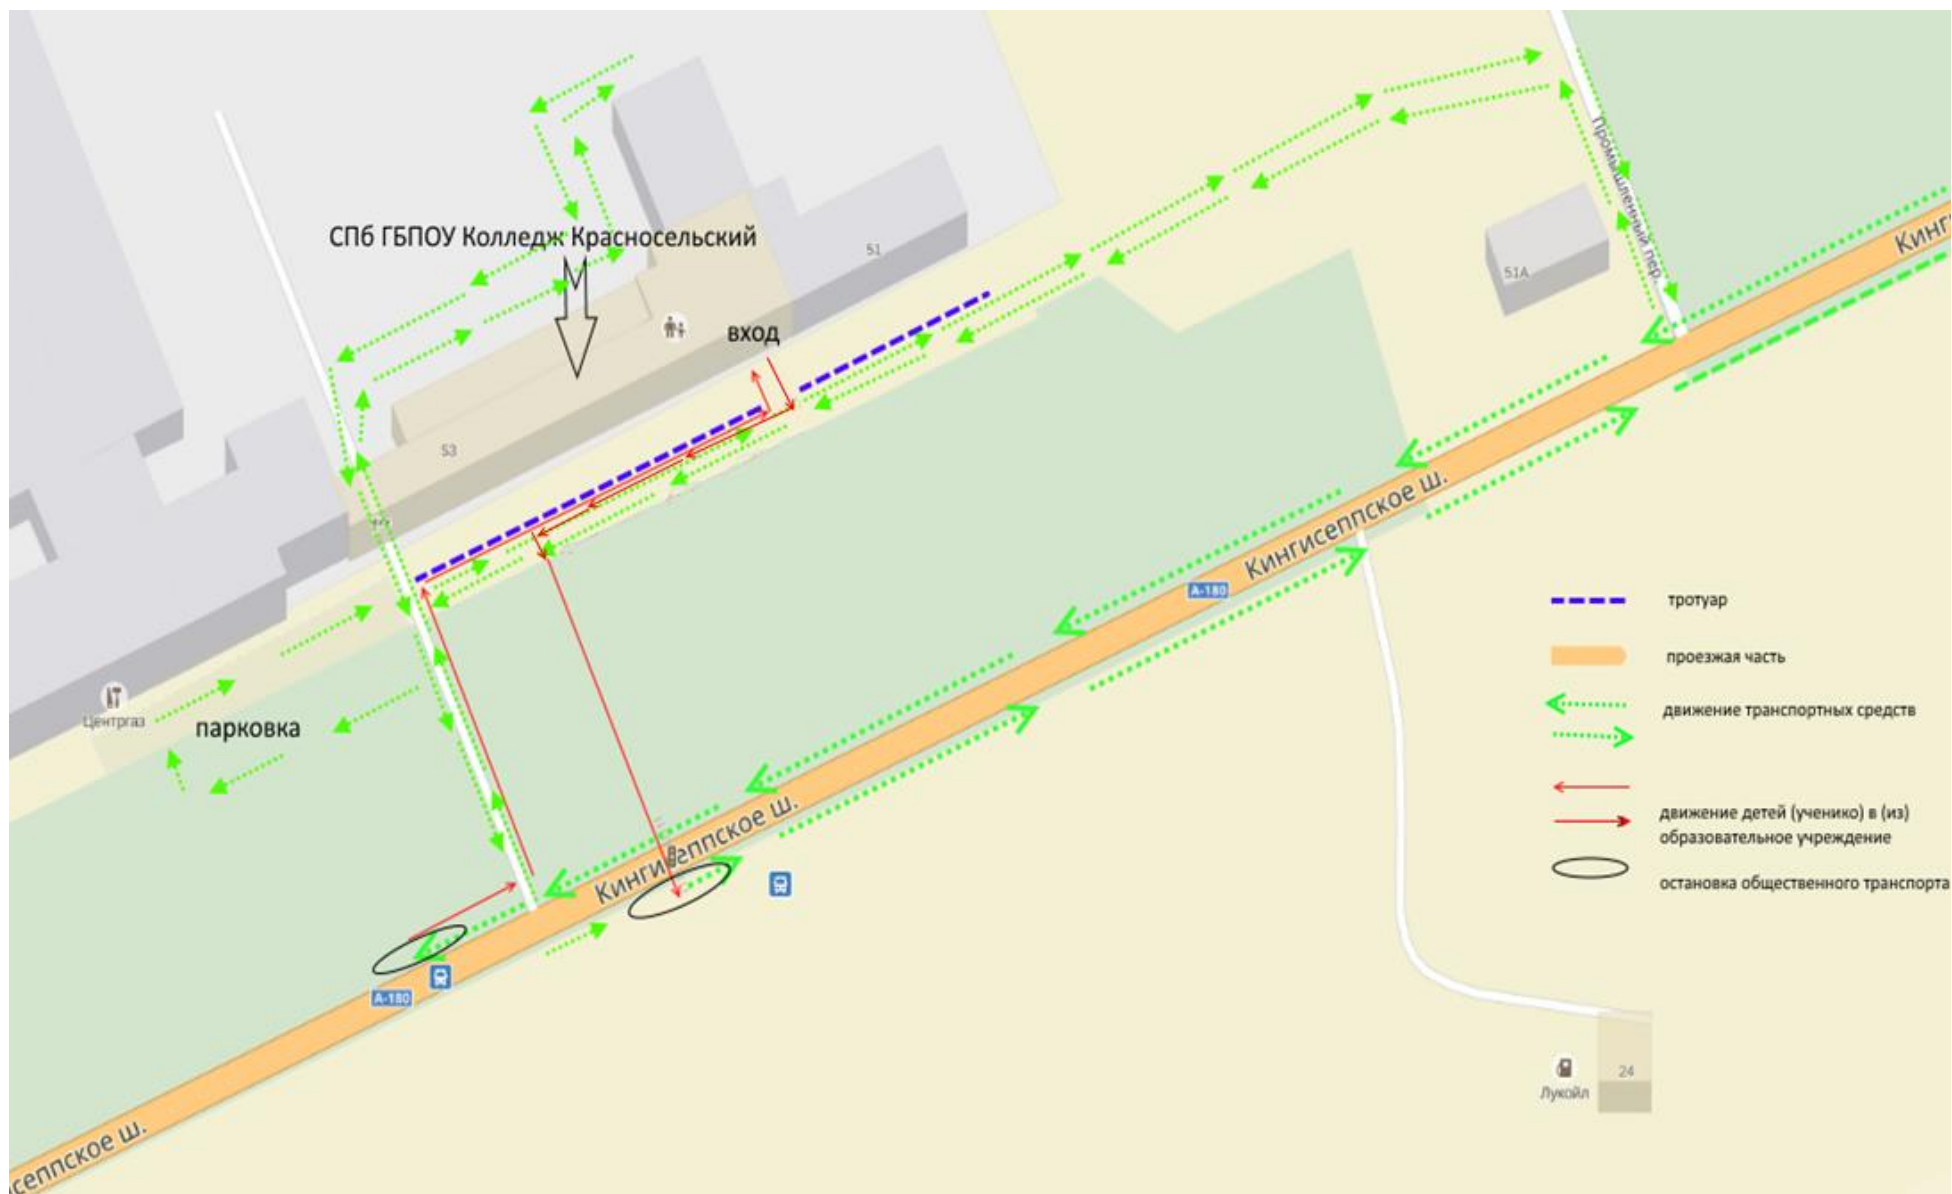 СПб ГБПОУ Колледж Красносельский
51
вход
53
Промышленный пер.
51А
Кинги
Кингисеппское ш.
А-180
Центргаз
парковка
Кингисеппское ш.
А-180
сеппское ш.
Лукойл
24
тротуар
проезжая часть
движение транспортных средств
движение детей (ученико) в (из)
образовательное учреждение
остановка общественного транспорта